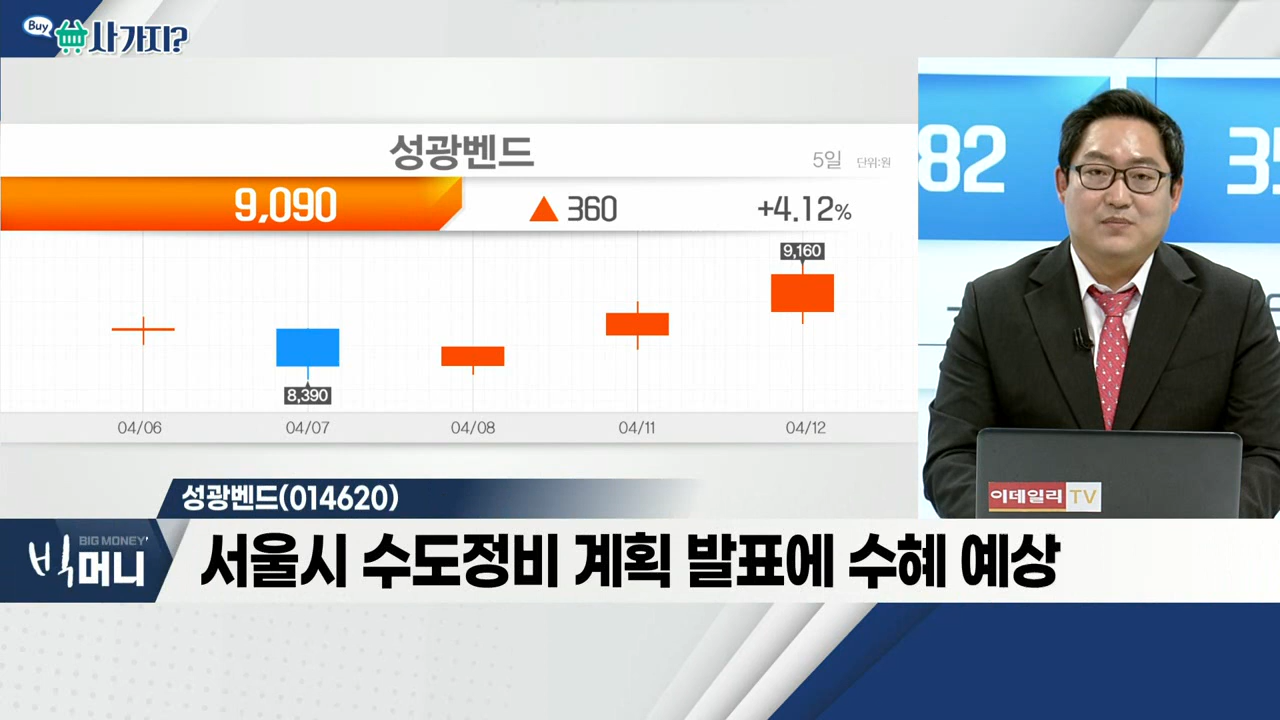 Buy 사가지?
성광벤드
5일 단위:원
9,090 ▲ 360 +4.12%
9,160
8,390
04/06 04/07 04/08 04/11 04/12
82
성광벤드(014620)
BIG MONEY
빅머니
서울시 수도정비 계획 발표에 수혜 예상
이데일리 TV